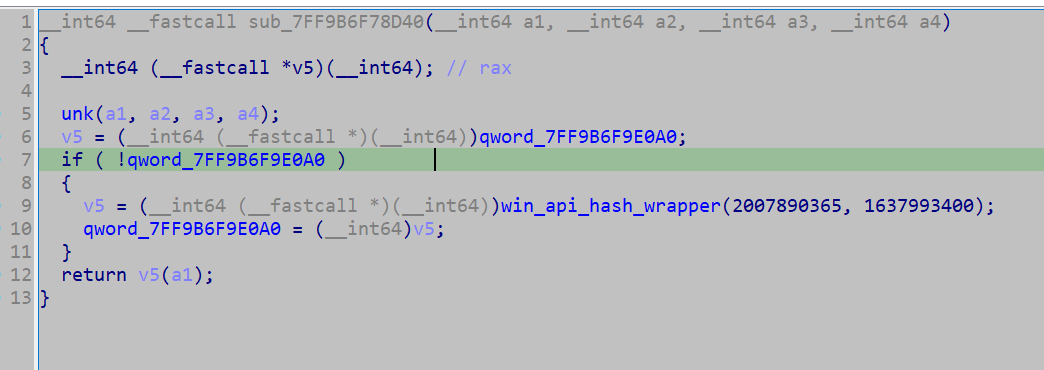 1 __int64 __fastcall sub_7FF9B6F78D40(__int64 a1, __int64 a2, __int64 a3, __int64 a4)
2 {
3   __int64 (__fastcall *v5)(__int64); // rax
4
5   unk(a1, a2, a3, a4);
6   v5 = (__int64 (__fastcall *)(__int64))qword_7FF9B6F9E0A0;
7   if ( !qword_7FF9B6F9E0A0 )
8   {
9     v5 = (__int64 (__fastcall *)(__int64))win_api_hash_wrapper(2007890365, 1637993400);
10     qword_7FF9B6F9E0A0 = (__int64)v5;
11   }
12   return v5(a1);
13 }